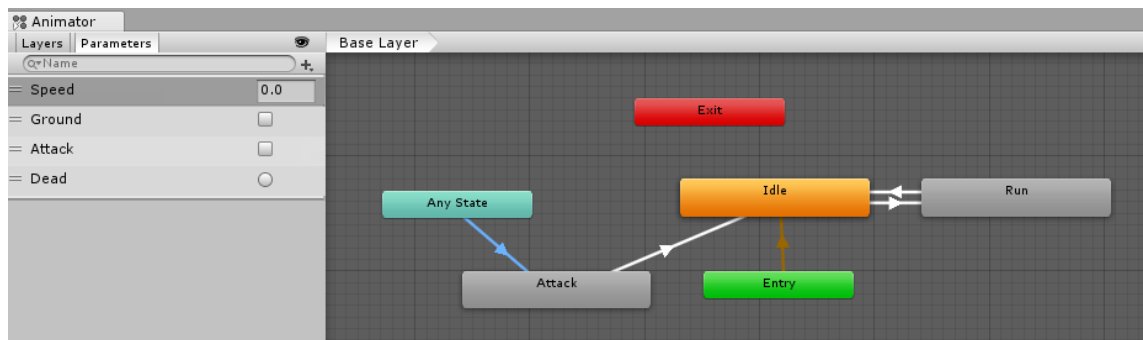 Animator
Layers Parameters
Name
Speed 0.0
Ground
Attack
Dead
Base Layer
Exit
Any State
Idle
Run
Attack
Entry